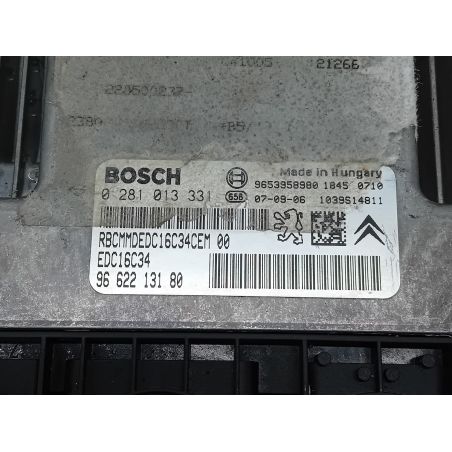 21266
BOSCH
Made in Hungary
9653958980 1845 0710
0 281 013 331
656
07-09-06 1039S14811
RBCMMDEDC16C34CEM 00
EDC16C34
96 622 131 80